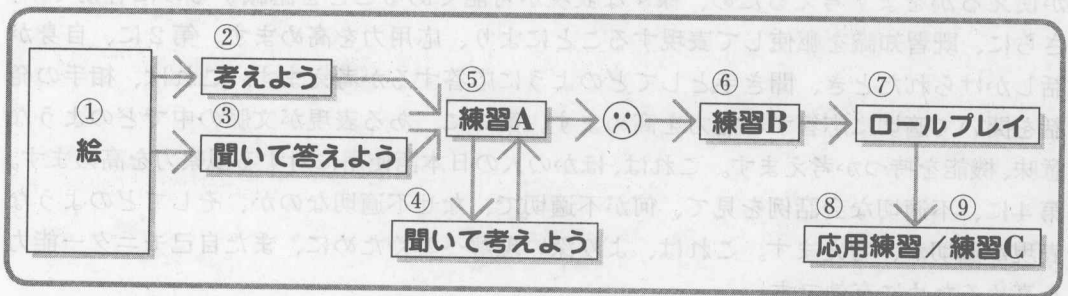 ①
絵
②
考えよう
③
聞いて答えよう
④
聞いて考えよう
⑤
練習A
⑥
練習B
⑦
ロールプレイ
⑧ ⑨
応用練習／練習C